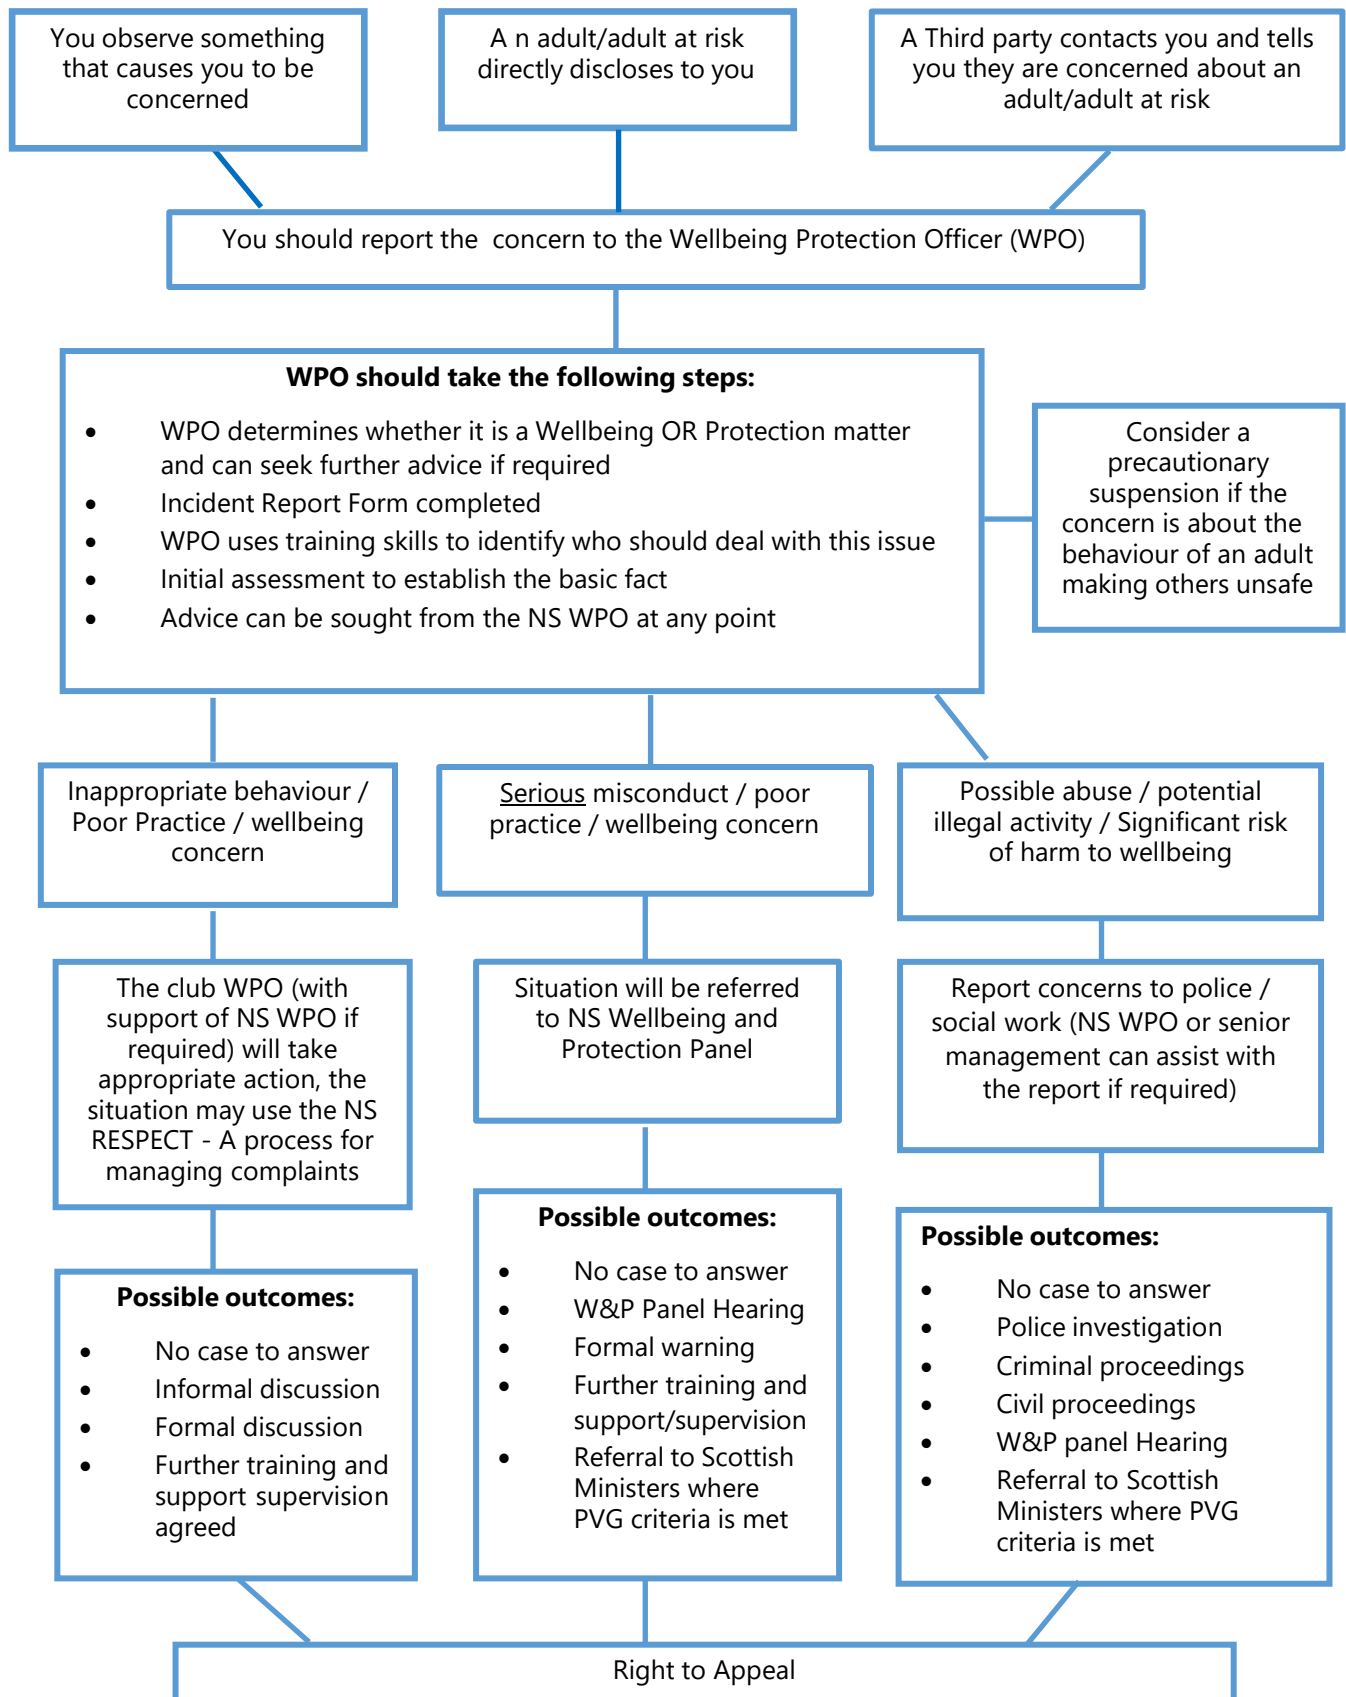 You observe something
that causes you to be
concerned
A n adult/adult at risk
directly discloses to you
A Third party contacts you and tells
you they are concerned about an
adult/adult at risk
You should report the  concern to the Wellbeing Protection Officer (WPO)
WPO should take the following steps:
• WPO determines whether it is a Wellbeing OR Protection matter
and can seek further advice if required
• Incident Report Form completed
• WPO uses training skills to identify who should deal with this issue
• Initial assessment to establish the basic fact
• Advice can be sought from the NS WPO at any point
Consider a
precautionary
suspension if the
concern is about the
behaviour of an adult
making others unsafe
Inappropriate behaviour /
Poor Practice / wellbeing
concern
Serious misconduct / poor
practice / wellbeing concern
Possible abuse / potential
illegal activity / Significant risk
of harm to wellbeing
The club WPO (with
support of NS WPO if
required) will take
appropriate action, the
situation may use the NS
RESPECT - A process for
managing complaints
Situation will be referred
to NS Wellbeing and
Protection Panel
Report concerns to police /
social work (NS WPO or senior
management can assist with
the report if required)
Possible outcomes:
• No case to answer
• Informal discussion
• Formal discussion
• Further training and
support supervision
agreed
Possible outcomes:
• No case to answer
• W&P Panel Hearing
• Formal warning
• Further training and
support/supervision
• Referral to Scottish
Ministers where
PVG criteria is met
Possible outcomes:
• No case to answer
• Police investigation
• Criminal proceedings
• Civil proceedings
• W&P panel Hearing
• Referral to Scottish
Ministers where PVG
criteria is met
Right to Appeal